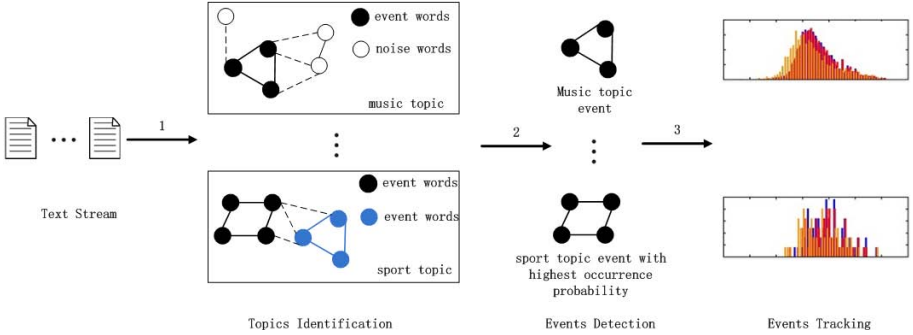 event words
noise words
music topic
1
Text Stream
event words
event words
sport topic
Topics Identification
2
Music topic
event
sport topic event with
highest occurrence
probability
Events Detection
3
Events Tracking